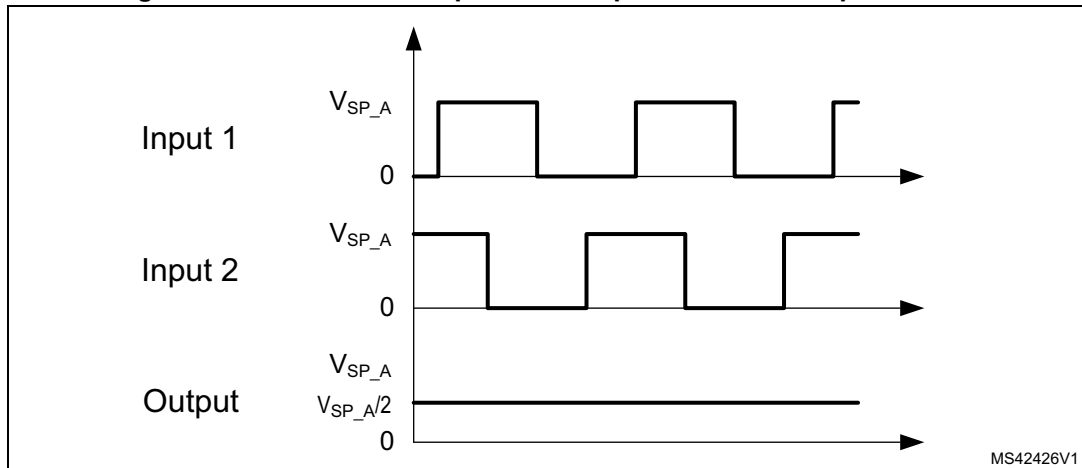 V_SP_A
Input 1
0
V_SP_A
Input 2
0
V_SP_A
Output
V_SP_A/2
0
MS42426V1